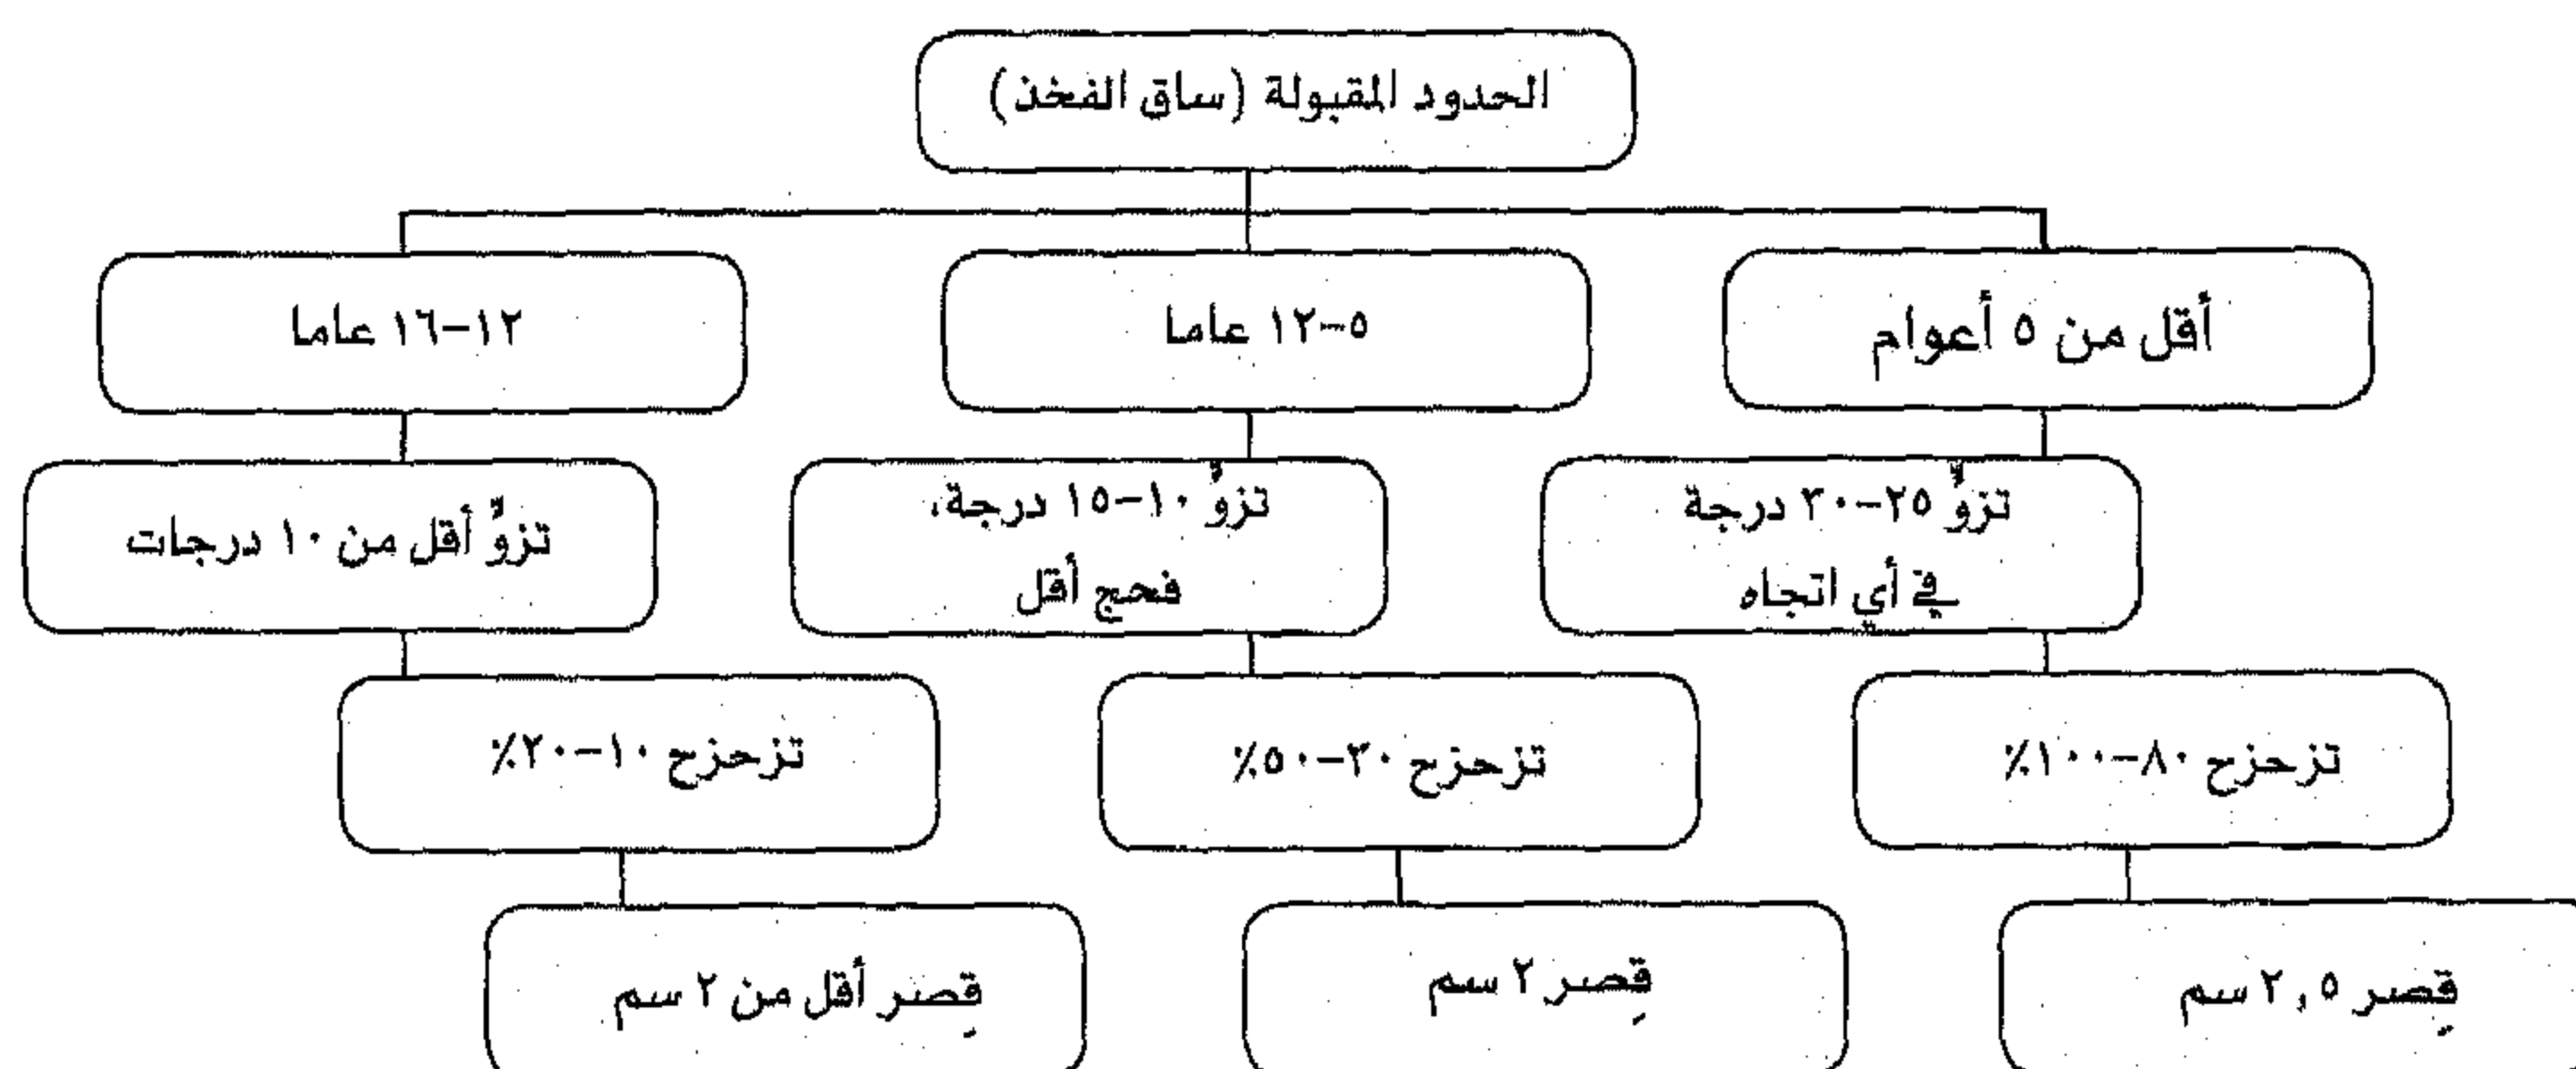 الحدود المقبولة (ساق الفخذ)
أقل من ٥ أعوام
٥-١٢ عاما
١٢-١٦ عاما
تزوٍّ ٢٥-٣٠ درجة
في أي اتجاه
تزوٍّ ١٠-١٥ درجة،
فحج أقل
تزوٍّ أقل من ١٠ درجات
تزحزح ٨٠-١٠٠٪
تزحزح ٣٠-٥٠٪
تزحزح ١٠-٢٠٪
قِصر ٢,٥ سم
قِصر ٢ سم
قِصر أقل من ٢ سم